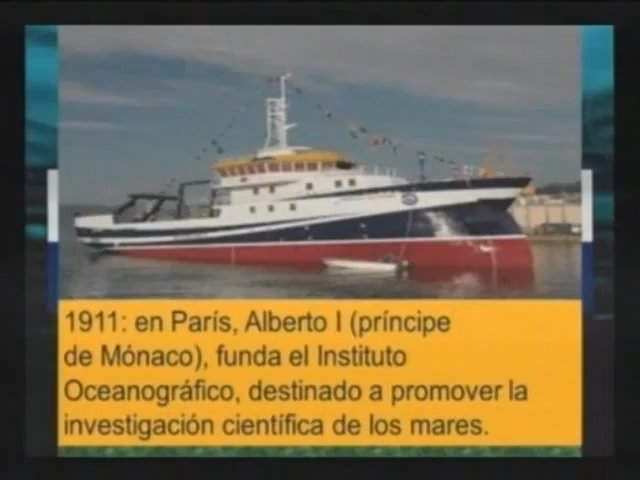 1911: en París, Alberto I (príncipe
de Mónaco), funda el Instituto
Oceanográfico, destinado a promover la
investigación científica de los mares.